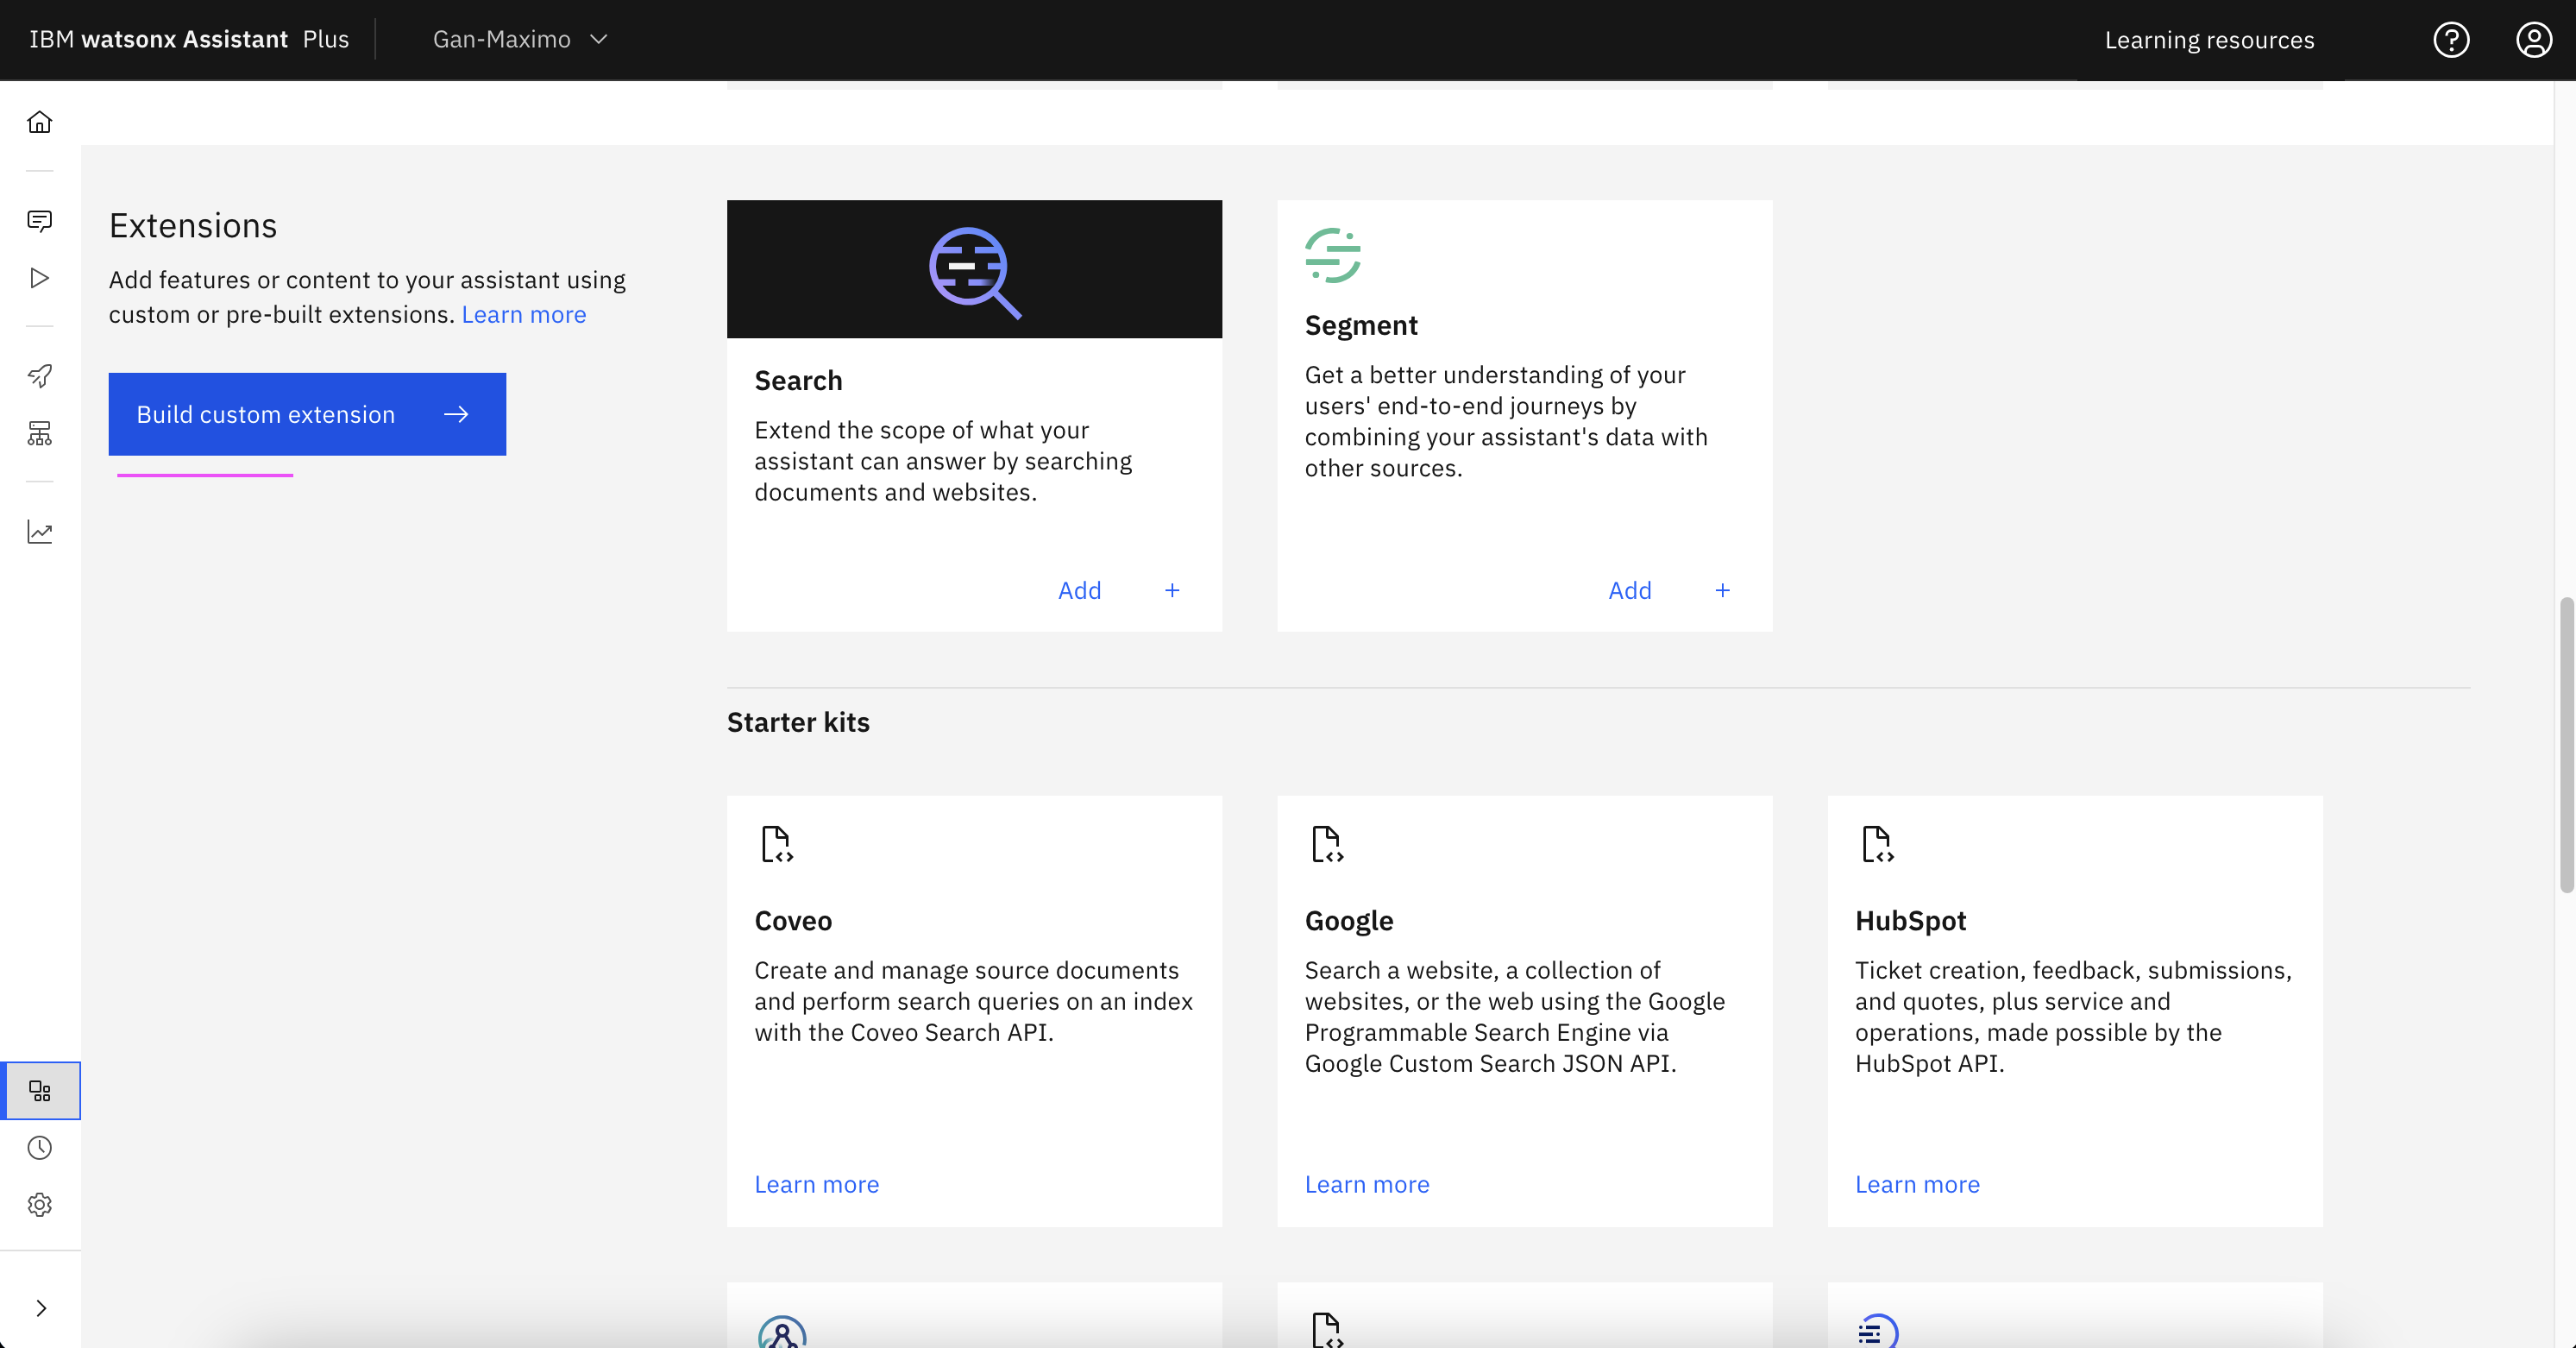 IBM watsonx Assistant Plus
Gan-Maximo
Learning resources
Extensions
Add features or content to your assistant using
custom or pre-built extensions. Learn more
Build custom extension
Search
Extend the scope of what your
assistant can answer by searching
documents and websites.
Add +
Segment
Get a better understanding of your
users' end-to-end journeys by
combining your assistant's data with
other sources.
Add +
Starter kits
Coveo
Create and manage source documents
and perform search queries on an index
with the Coveo Search API.
Learn more
Google
Search a website, a collection of
websites, or the web using the Google
Programmable Search Engine via
Google Custom Search JSON API.
Learn more
HubSpot
Ticket creation, feedback, submissions,
and quotes, plus service and
operations, made possible by the
HubSpot API.
Learn more